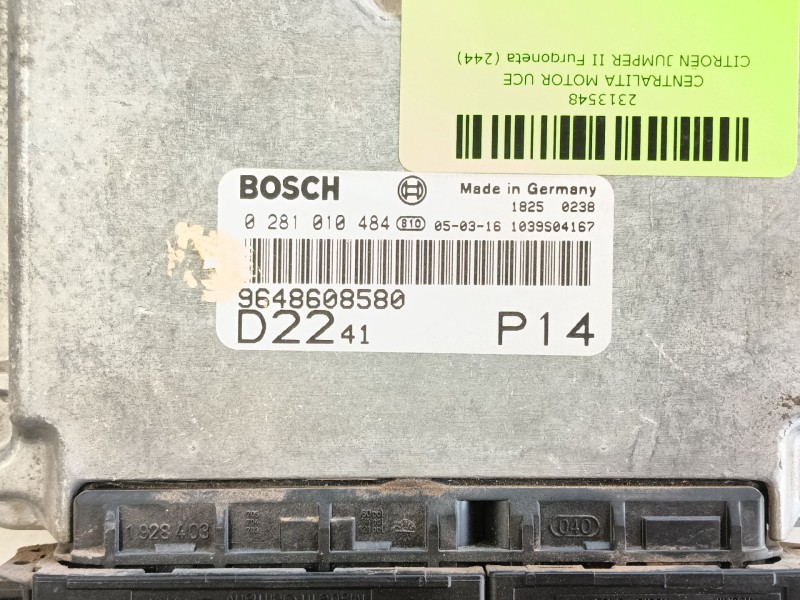 CITROËN JUMPER II Furgoneta (244)
CENTRALITA MOTOR UCE
2313548
BOSCH
Made in Germany
1825 0238
0 281 010 484 810 05-03-16 1039S04167
9648608580
D22 41 P14
1 928 403
040